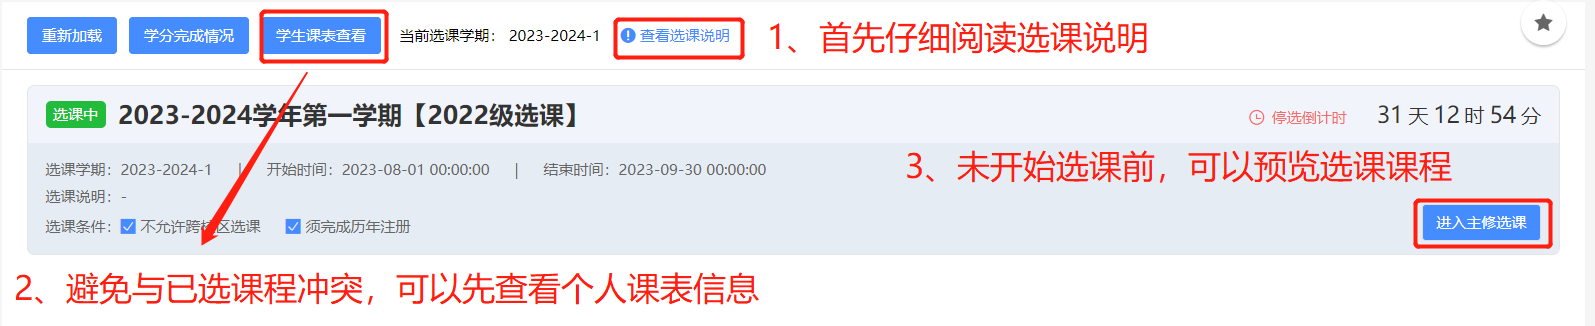 重新加载 学分完成情况 学生课表查看 当前选课学期： 2023-2024-1 查看选课说明 1、首先仔细阅读选课说明
选课中 2023-2024学年第一学期【2022级选课】 停选倒计时 31 天 12 时 54 分
选课学期：2023-2024-1 | 开始时间：2023-08-01 00:00:00 | 结束时间：2023-09-30 00:00:00
3、未开始选课前，可以预览选课课程
选课说明：-
选课条件： 不允许跨校区选课 须完成历年注册 进入主修选课
2、避免与已选课程冲突，可以先查看个人课表信息